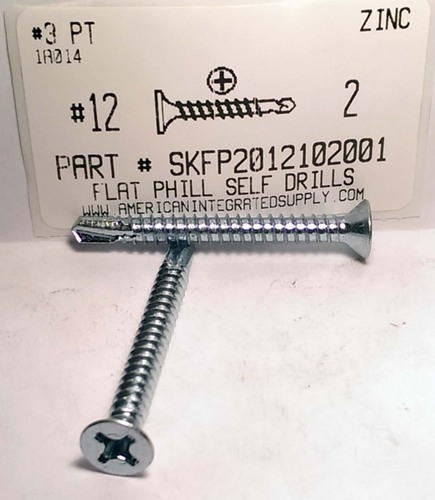 #3 PT
ZINC
1A014
#12
2
PART # SKFP2012102001
FLAT PHILL SELF DRILLS
WWW.AMERICANINTEGRATEDSUPPLY.COM